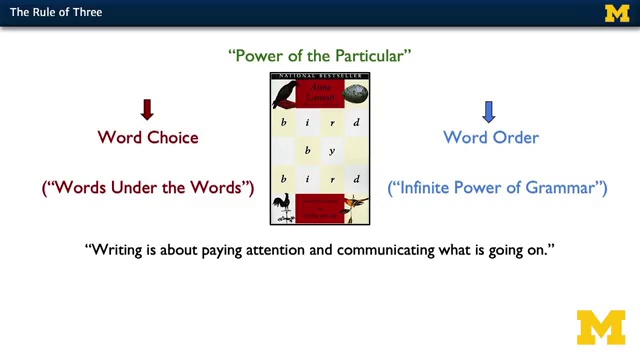 The Rule of Three
M
“Power of the Particular”
NATIONAL BESTSELLER
Anne
Lamott
b i r d
b y
b i r d
Word Choice
(“Words Under the Words”)
Word Order
(“Infinite Power of Grammar”)
“Writing is about paying attention and communicating what is going on.”
M